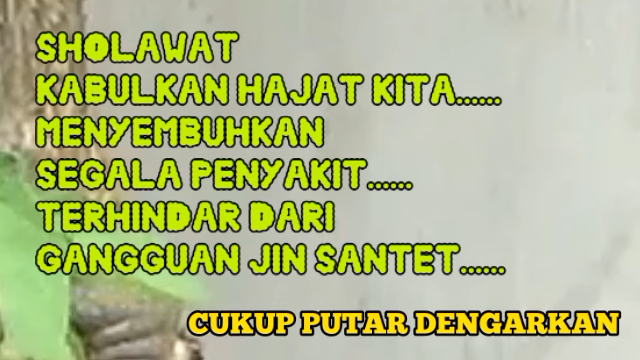 SHOLAWAT
KABULKAN HAJAT KITA......
MENYEMBUHKAN
SEGALA PENYAKIT......
TERHINDAR DARI
GANGGUAN JIN SANTET......
CUKUP PUTAR DENGARKAN